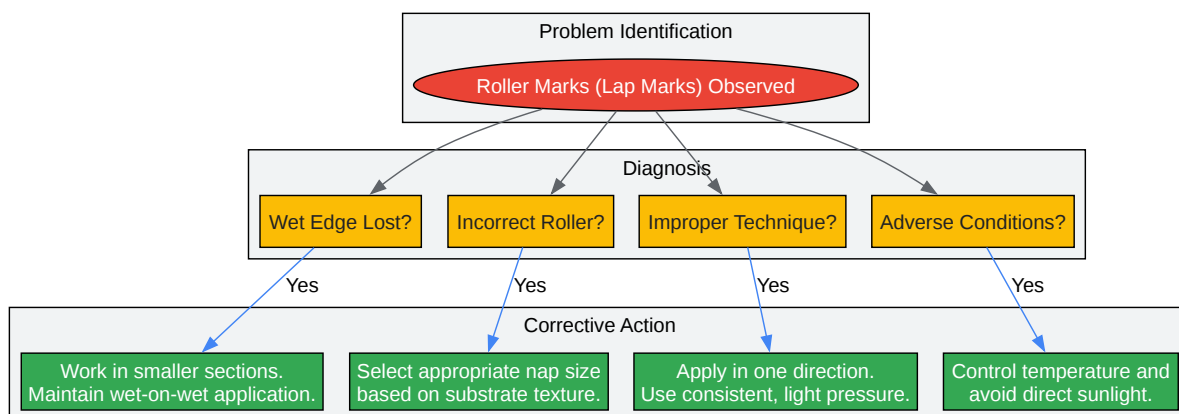 Problem Identification
Roller Marks (Lap Marks) Observed
Diagnosis
Wet Edge Lost?
Incorrect Roller?
Improper Technique?
Adverse Conditions?
Yes
Yes
Yes
Yes
Corrective Action
Work in smaller sections.
Maintain wet-on-wet application.
Select appropriate nap size
based on substrate texture.
Apply in one direction.
Use consistent, light pressure.
Control temperature and
avoid direct sunlight.